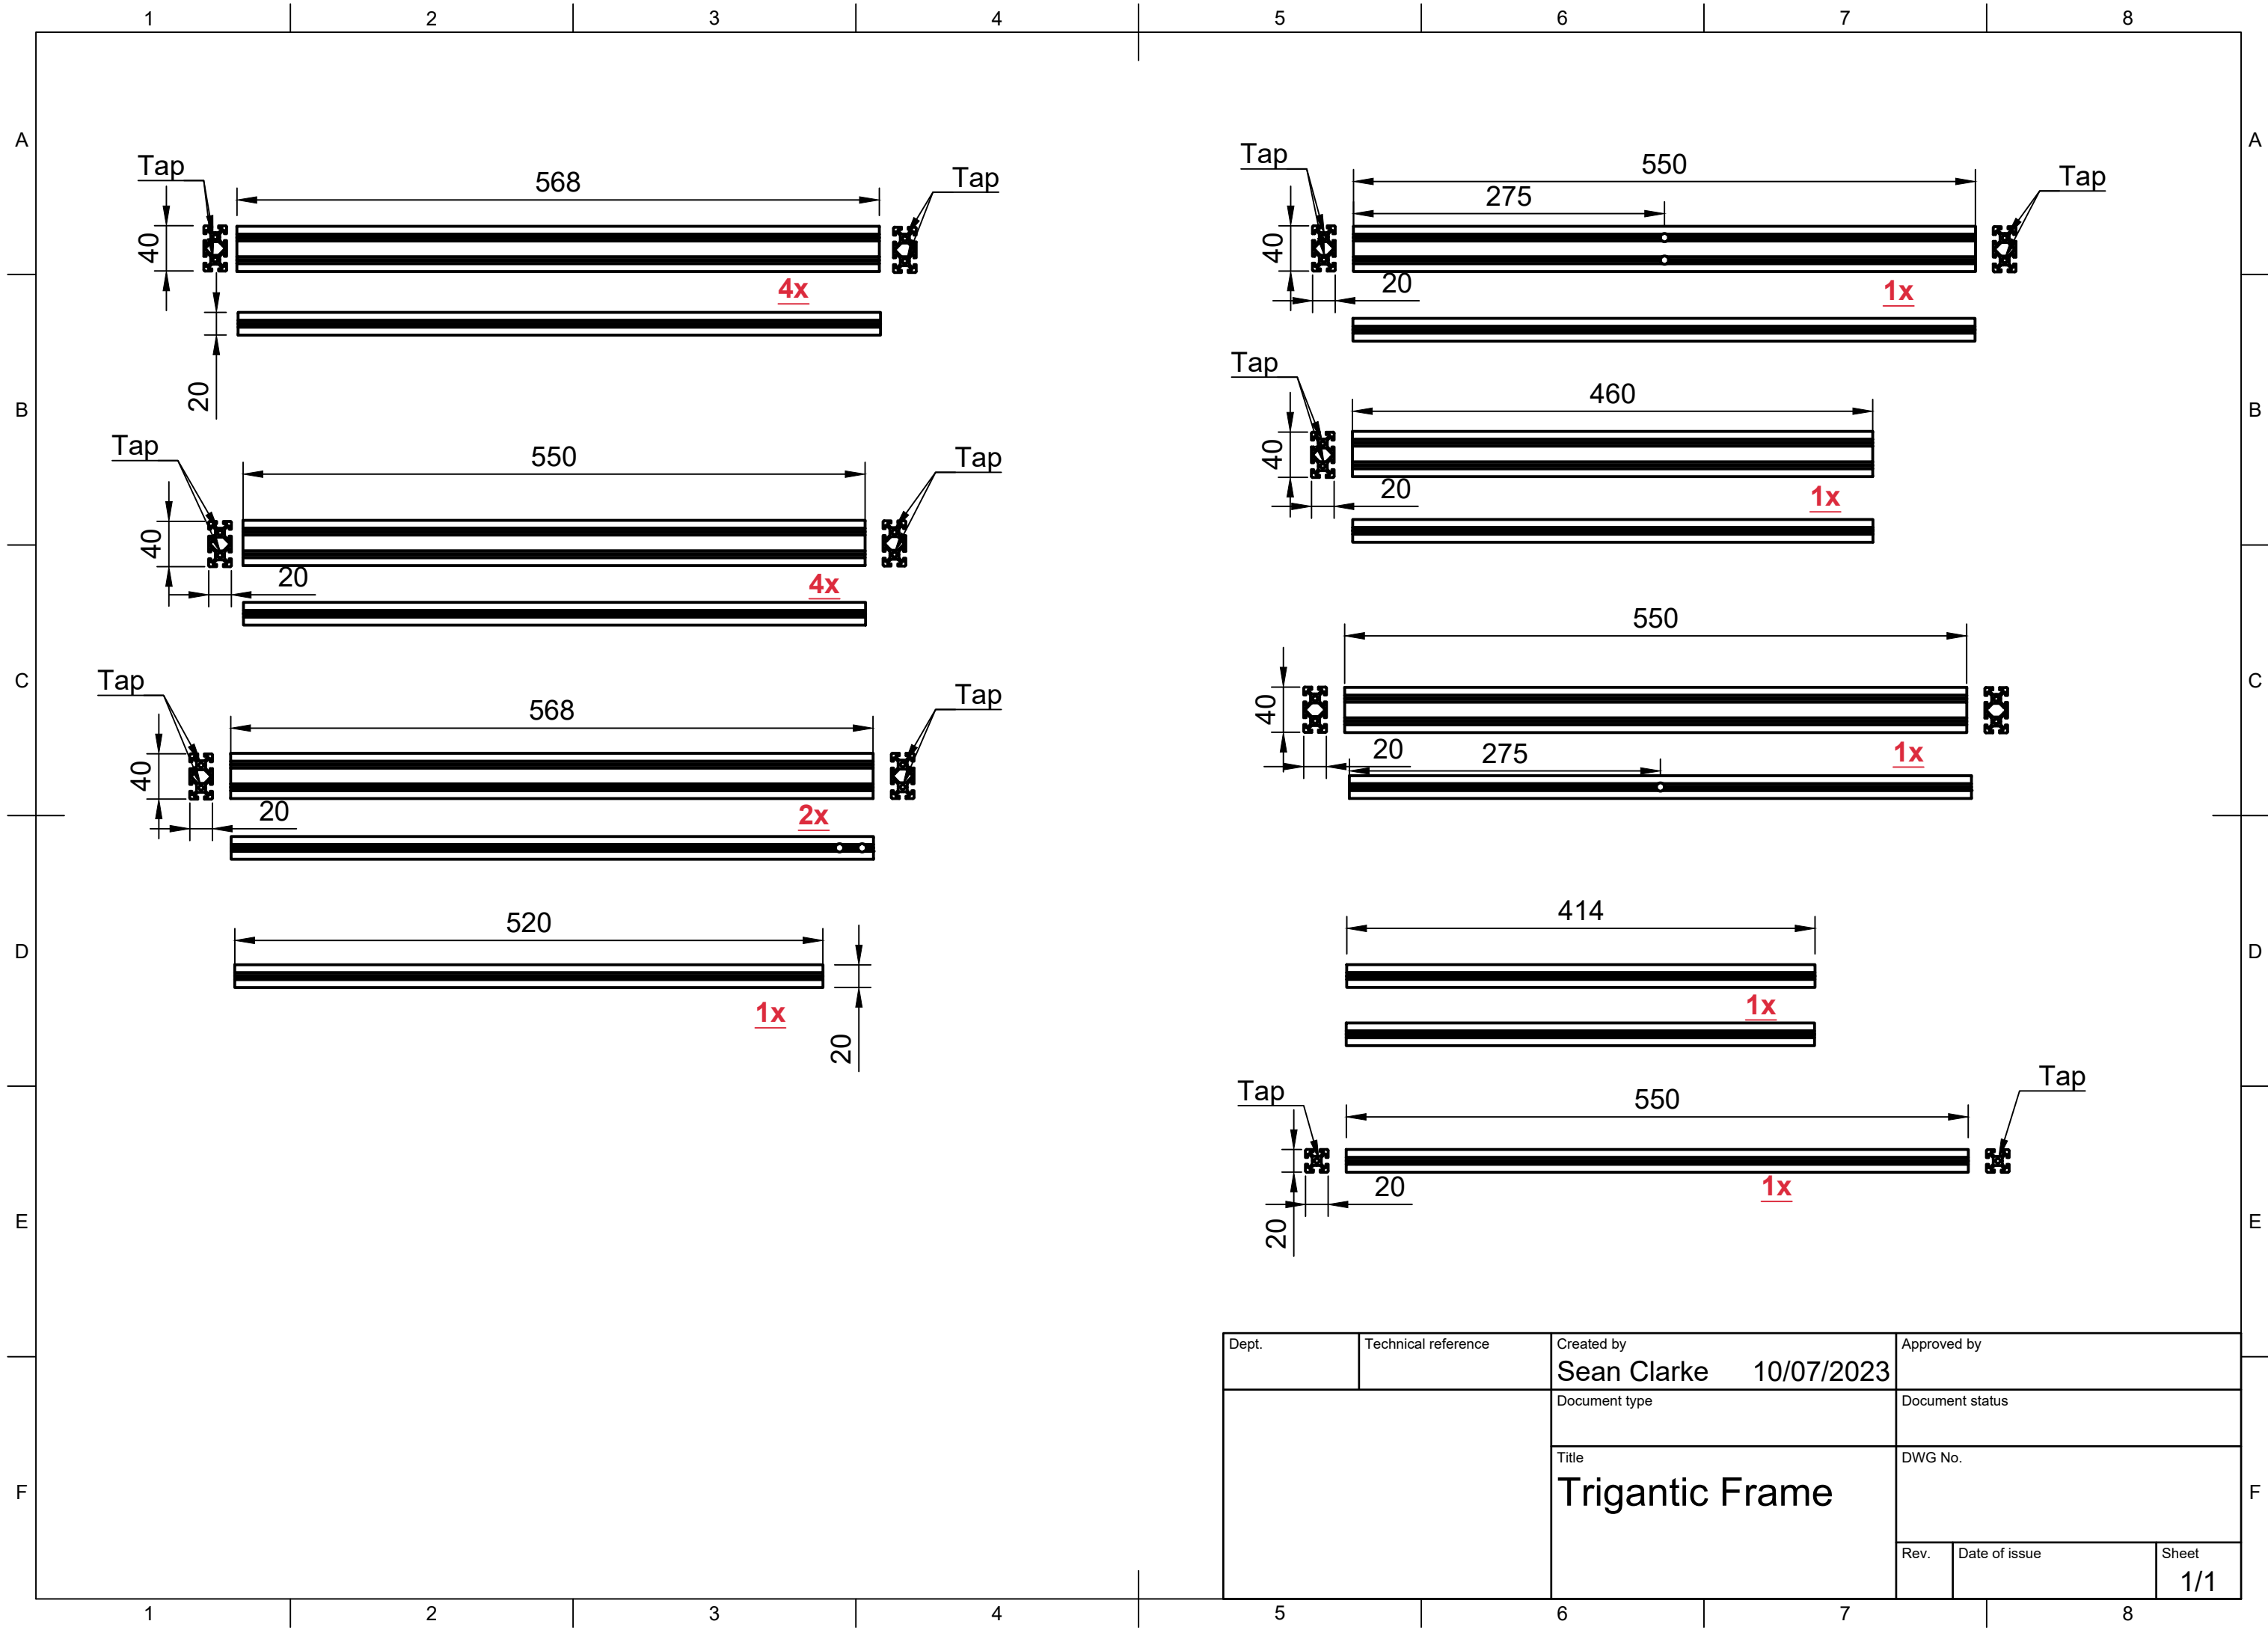 1 2 3 4 5 6 7 8
A A
Tap 568 Tap
40
4x
20
Tap 550 Tap
275
40
20
1x
B B
Tap 460
40
20
1x
Tap 550 Tap
40
20
4x
C C
550
40
20
275
1x
Tap 568 Tap
40
20
2x
D D
520
20
1x
414
1x
E E
Tap 550 Tap
20
20
1x
F F
Dept.
Technical reference
Created by
Sean Clarke 10/07/2023
Approved by
Document type
Document status
Title
Trigantic Frame
DWG No.
Rev.
Date of issue
Sheet
1/1
1 2 3 4 5 6 7 8